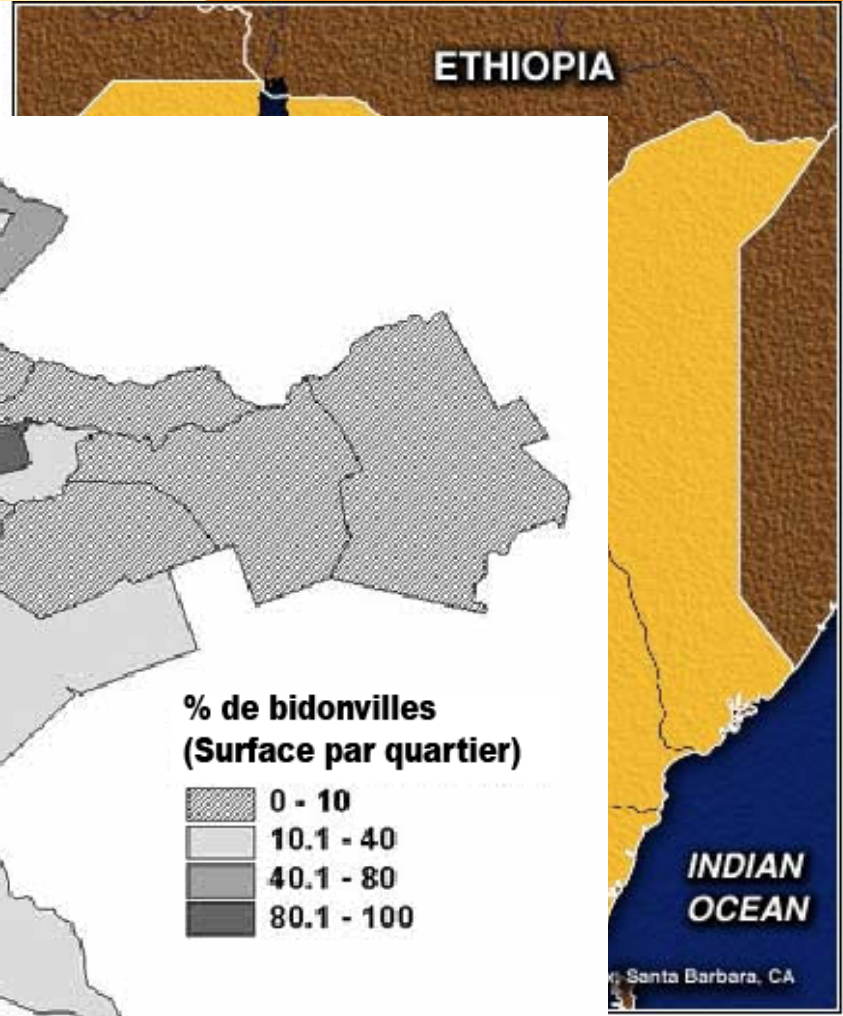 ETHIOPIA
% de bidonvilles
(Surface par quartier)
0 - 10
10.1 - 40
40.1 - 80
80.1 - 100
INDIAN
OCEAN
Santa Barbara, CA